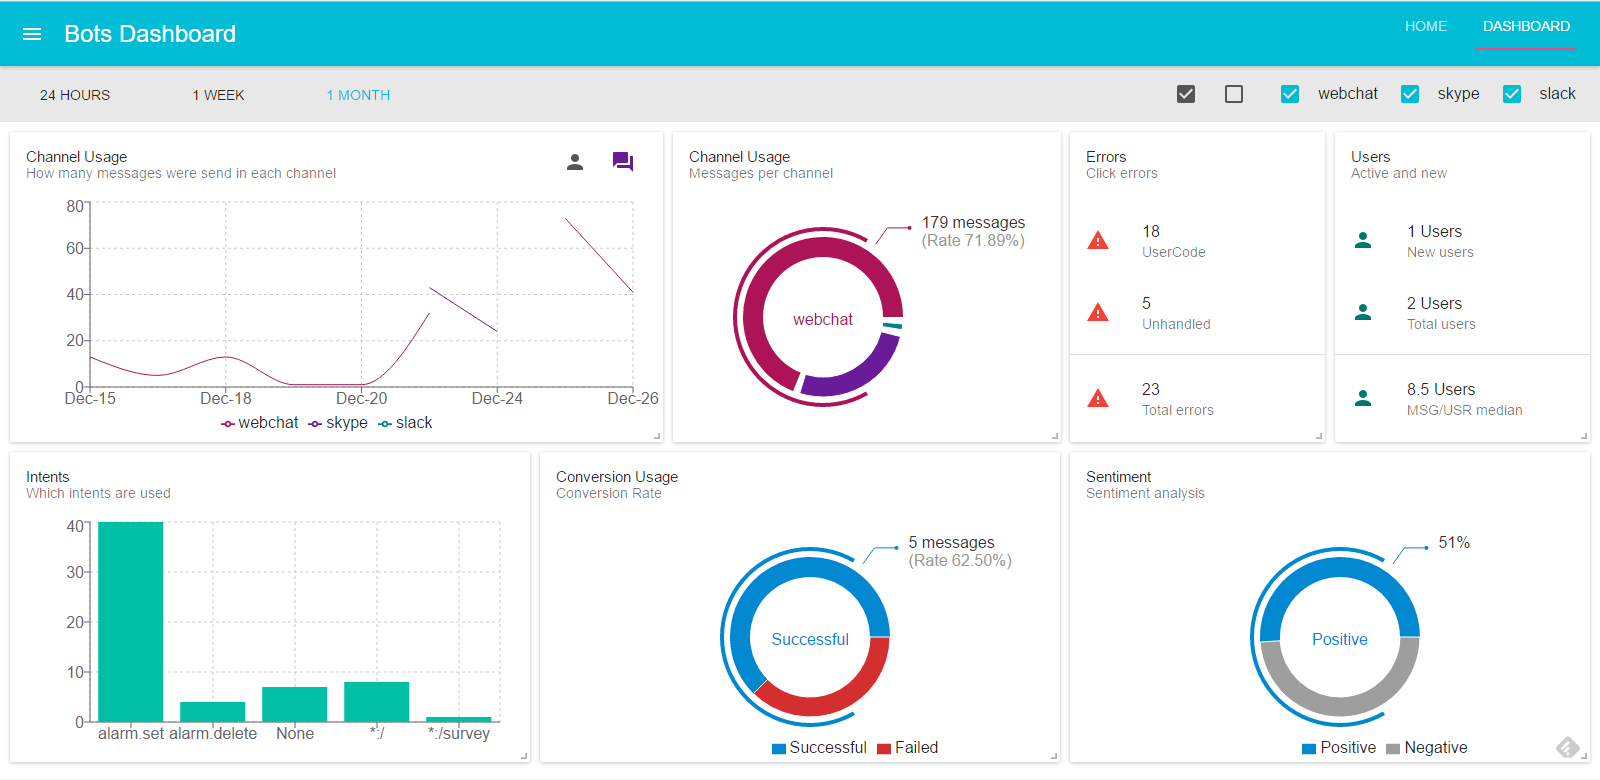 Bots Dashboard
HOME
DASHBOARD
24 HOURS
1 WEEK
1 MONTH
webchat
skype
slack
Channel Usage
How many messages were send in each channel
80
60
40
20
0
Dec-15
Dec-18
Dec-20
Dec-24
Dec-26
webchat
skype
slack
Channel Usage
Messages per channel
179 messages
(Rate 71.89%)
webchat
Errors
Click errors
18
UserCode
5
Unhandled
23
Total errors
Users
Active and new
1 Users
New users
2 Users
Total users
8.5 Users
MSG/USR median
Intents
Which intents are used
40
30
20
10
0
alarm.set
alarm.delete
None
*:/
*:/survey
Conversion Usage
Conversion Rate
5 messages
(Rate 62.50%)
Successful
Successful
Failed
Sentiment
Sentiment analysis
51%
Positive
Positive
Negative